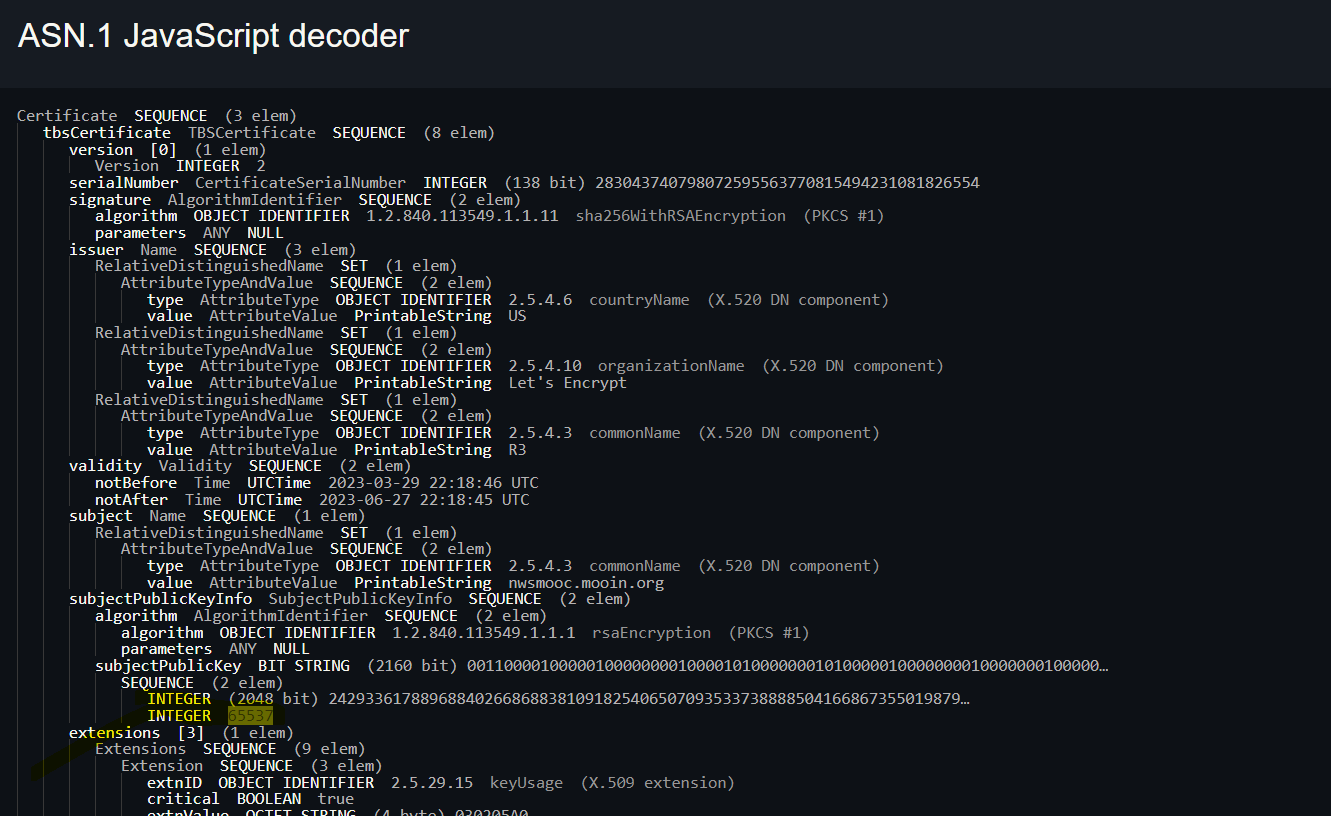 ASN.1 JavaScript decoder
Certificate SEQUENCE (3 elem)
tbsCertificate TBSCertificate SEQUENCE (8 elem)
version [0] (1 elem)
Version INTEGER 2
serialNumber CertificateSerialNumber INTEGER (138 bit) 283043740798072595563770815494231081826554
signature AlgorithmIdentifier SEQUENCE (2 elem)
algorithm OBJECT IDENTIFIER 1.2.840.113549.1.1.11 sha256WithRSAEncryption (PKCS #1)
parameters ANY NULL
issuer Name SEQUENCE (3 elem)
RelativeDistinguishedName SET (1 elem)
AttributeTypeAndValue SEQUENCE (2 elem)
type AttributeType OBJECT IDENTIFIER 2.5.4.6 countryName (X.520 DN component)
value AttributeValue PrintableString US
RelativeDistinguishedName SET (1 elem)
AttributeTypeAndValue SEQUENCE (2 elem)
type AttributeType OBJECT IDENTIFIER 2.5.4.10 organizationName (X.520 DN component)
value AttributeValue PrintableString Let's Encrypt
RelativeDistinguishedName SET (1 elem)
AttributeTypeAndValue SEQUENCE (2 elem)
type AttributeType OBJECT IDENTIFIER 2.5.4.3 commonName (X.520 DN component)
value AttributeValue PrintableString R3
validity Validity SEQUENCE (2 elem)
notBefore Time UTCTime 2023-03-29 22:18:46 UTC
notAfter Time UTCTime 2023-06-27 22:18:45 UTC
subject Name SEQUENCE (1 elem)
RelativeDistinguishedName SET (1 elem)
AttributeTypeAndValue SEQUENCE (2 elem)
type AttributeType OBJECT IDENTIFIER 2.5.4.3 commonName (X.520 DN component)
value AttributeValue PrintableString nwsmooc.mooin.org
subjectPublicKeyInfo SubjectPublicKeyInfo SEQUENCE (2 elem)
algorithm AlgorithmIdentifier SEQUENCE (2 elem)
algorithm OBJECT IDENTIFIER 1.2.840.113549.1.1.1 rsaEncryption (PKCS #1)
parameters ANY NULL
subjectPublicKey BIT STRING (2160 bit) 001100001000001000000001000010100000001010000010000000010000000100000…
SEQUENCE (2 elem)
INTEGER (2048 bit) 242933617889688402668688381091825406507093533738888504166867355019879…
INTEGER 65537
extensions [3] (1 elem)
Extensions SEQUENCE (9 elem)
Extension SEQUENCE (3 elem)
extnID OBJECT IDENTIFIER 2.5.29.15 keyUsage (X.509 extension)
critical BOOLEAN true
extnValue OCTET STRING (4 byte) 030205A0